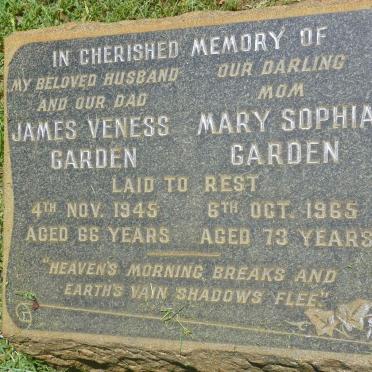 IN CHERISHED MEMORY OF
MY BELOVED HUSBAND
AND OUR DAD
JAMES VENESS
GARDEN
OUR DARLING
MOM
MARY SOPHIA
GARDEN
LAID TO REST
4TH NOV. 1945 6TH OCT. 1965
AGED 66 YEARS AGED 73 YEARS
"HEAVEN'S MORNING BREAKS AND
EARTH'S VAIN SHADOWS FLEE."